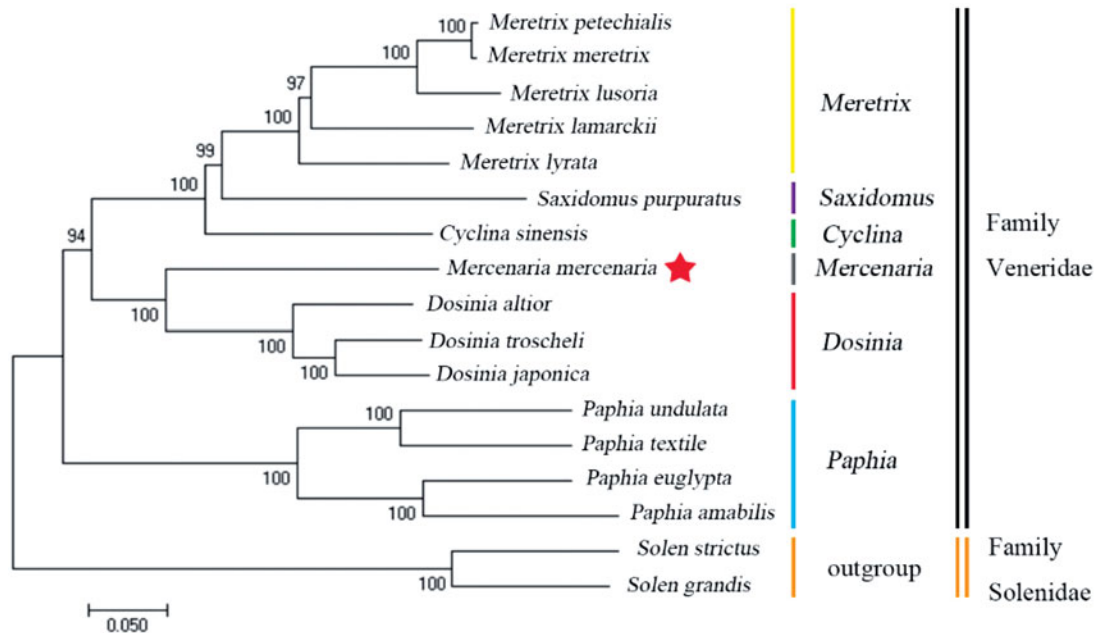 100
Meretrix petechialis
Meretrix meretrix
100
Meretrix lusoria
97
Meretrix lamarckii
100
Meretrix lyrata
Meretrix
99
100
Saxidomus purpuratus
Saxidomus
Cyclina sinensis
Cyclina
94
Mercenaria mercenaria
Mercenaria
Family
Veneridae
100
Dosinia altior
100
Dosinia troscheli
100
Dosinia japonica
Dosinia
100
Paphia undulata
Paphia textile
100
Paphia euglypta
100
Paphia amabilis
Paphia
Solen strictus
100
Solen grandis
outgroup
Family
Solenidae
0.050